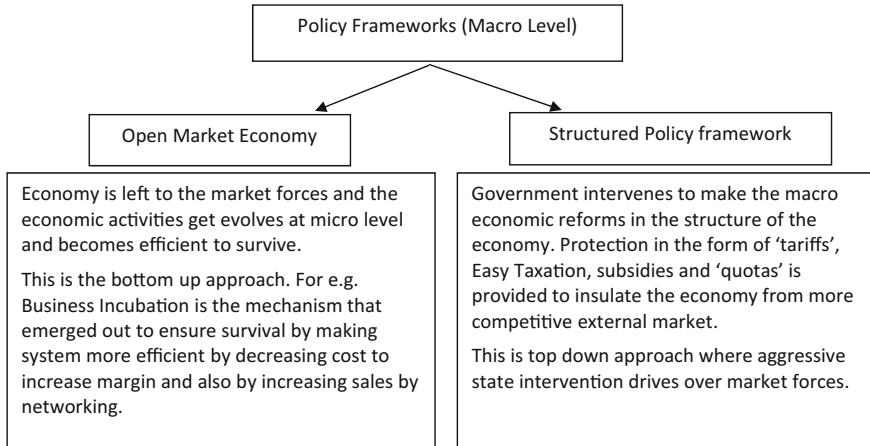 Policy Frameworks (Macro Level)
Open Market Economy
Structured Policy framework
Economy is left to the market forces and the
economic activities get evolves at micro level
and becomes efficient to survive.
This is the bottom up approach. For e.g.
Business Incubation is the mechanism that
emerged out to ensure survival by making
system more efficient by decreasing cost to
increase margin and also by increasing sales by
networking.
Government intervenes to make the macro
economic reforms in the structure of the
economy. Protection in the form of ‘tariffs’,
Easy Taxation, subsidies and ‘quotas’ is
provided to insulate the economy from more
competitive external market.
This is top down approach where aggressive
state intervention drives over market forces.